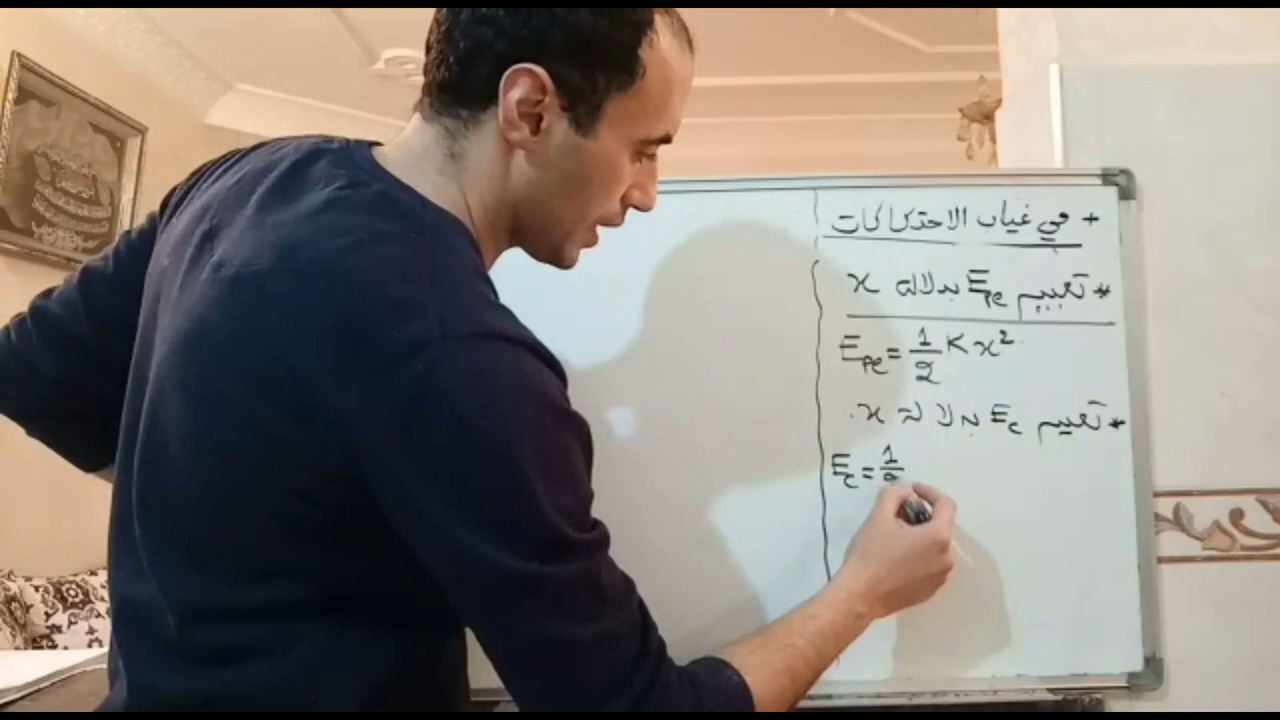 + في غياب الاحتكاكات
* تعبير Epe بدلالة x
Epe = 1/2 K x²
* تعبير Ec بدلالة x.
Ec = 1/2